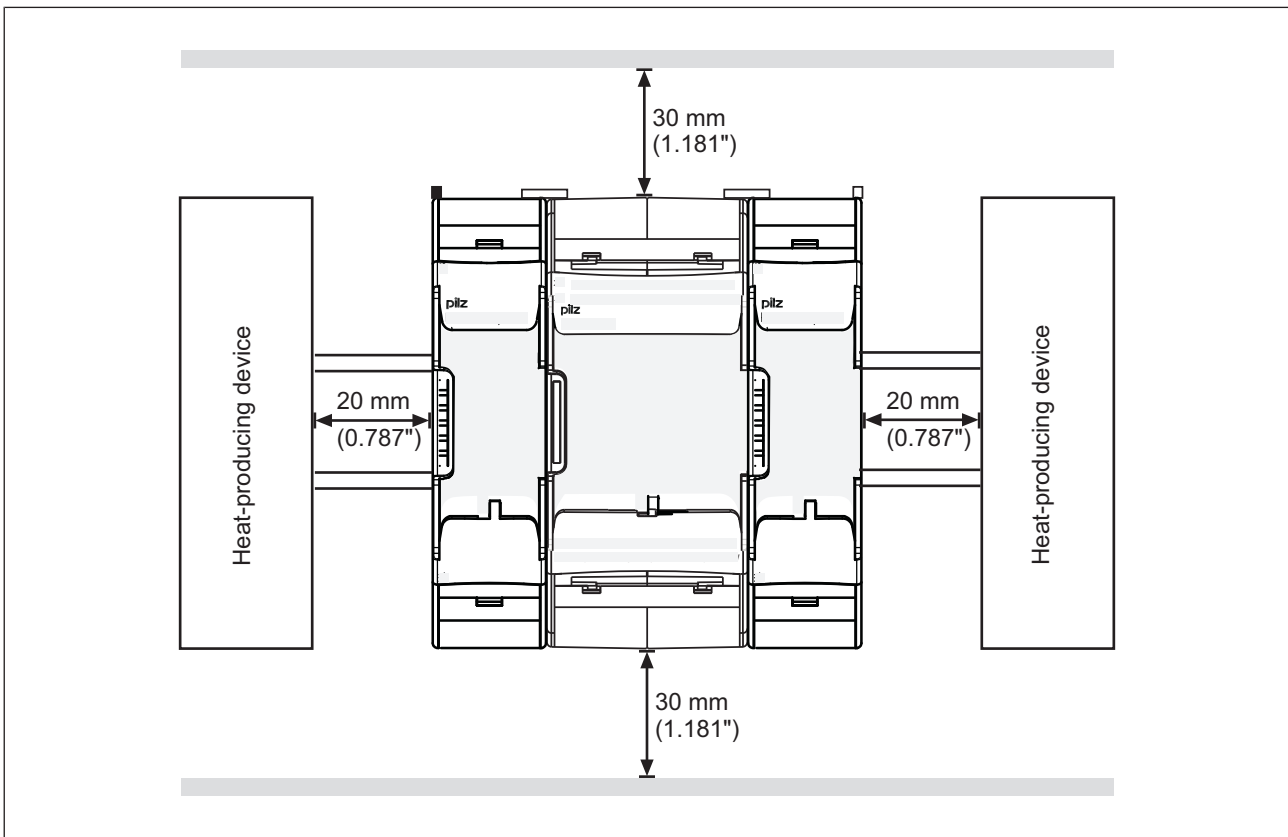 30 mm
(1.181")
pilz
pilz
pilz
Heat-producing device
20 mm
(0.787")
20 mm
(0.787")
Heat-producing device
30 mm
(1.181")